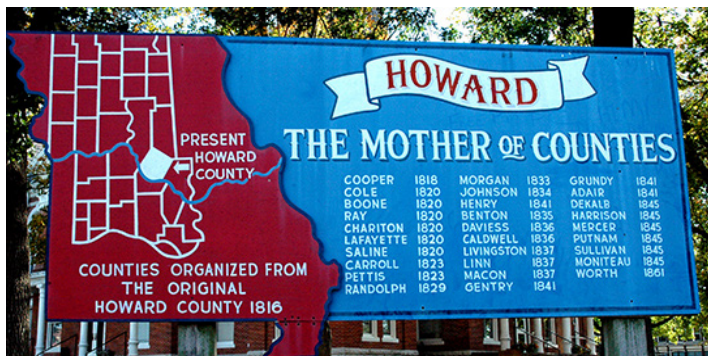 HOWARD
THE MOTHER OF COUNTIES
PRESENT
HOWARD
COUNTY
COUNTIES ORGANIZED FROM
THE ORIGINAL
HOWARD COUNTY 1816
COOPER 1818
COLE 1820
BOONE 1820
RAY 1820
CHARITON 1820
LAFAYETTE 1820
SALINE 1820
CARROLL 1823
PETTIS 1823
RANDOLPH 1829
MORGAN 1833
JOHNSON 1834
HENRY 1841
BENTON 1835
DAVIESS 1836
CALDWELL 1836
LIVINGSTON 1837
LINN 1837
MACON 1837
GENTRY 1841
GRUNDY 1841
ADAIR 1841
DEKALB 1845
HARRISON 1845
MERCER 1845
PUTNAM 1845
SULLIVAN 1845
MONITEAU 1845
WORTH 1861